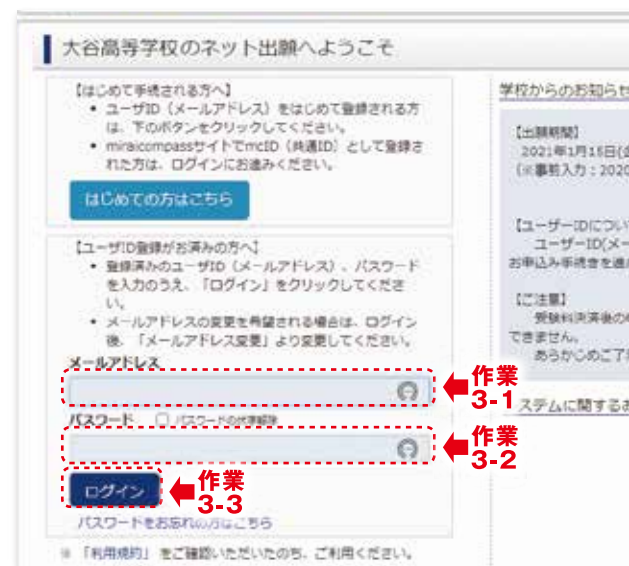 大谷高等学校のネット出願へようこそ
【はじめて手続される方へ】
• ユーザID（メールアドレス）をはじめて登録される方
は、下のボタンをクリックしてください。
• miraicompassサイトでmcID（共通ID）として登録さ
れた方は、ログインにお進みください。
はじめての方はこちら
【ユーザID登録がお済みの方へ】
• 登録済みのユーザID（メールアドレス）、パスワード
を入力のうえ、「ログイン」をクリックしてくださ
い。
• メールアドレスの変更を希望される場合は、ログイン
後、「メールアドレス変更」より変更してください。
メールアドレス
作業
3-1
パスワード パスワードの伏字解除
作業
3-2
ログイン
作業
3-3
パスワードをお忘れの方はこちら
※ 「利用規約」をご確認いただいたのち、ご利用ください。
学校からのお知らせ
【出願期間】
2021年1月15日(金
(※事前入力：2020
【ユーザーIDについ
ユーザーID(メー
お申込み手続きを進
【ご注意】
受験料決済後の
できません。
あらかじめご了
ステムに関するお